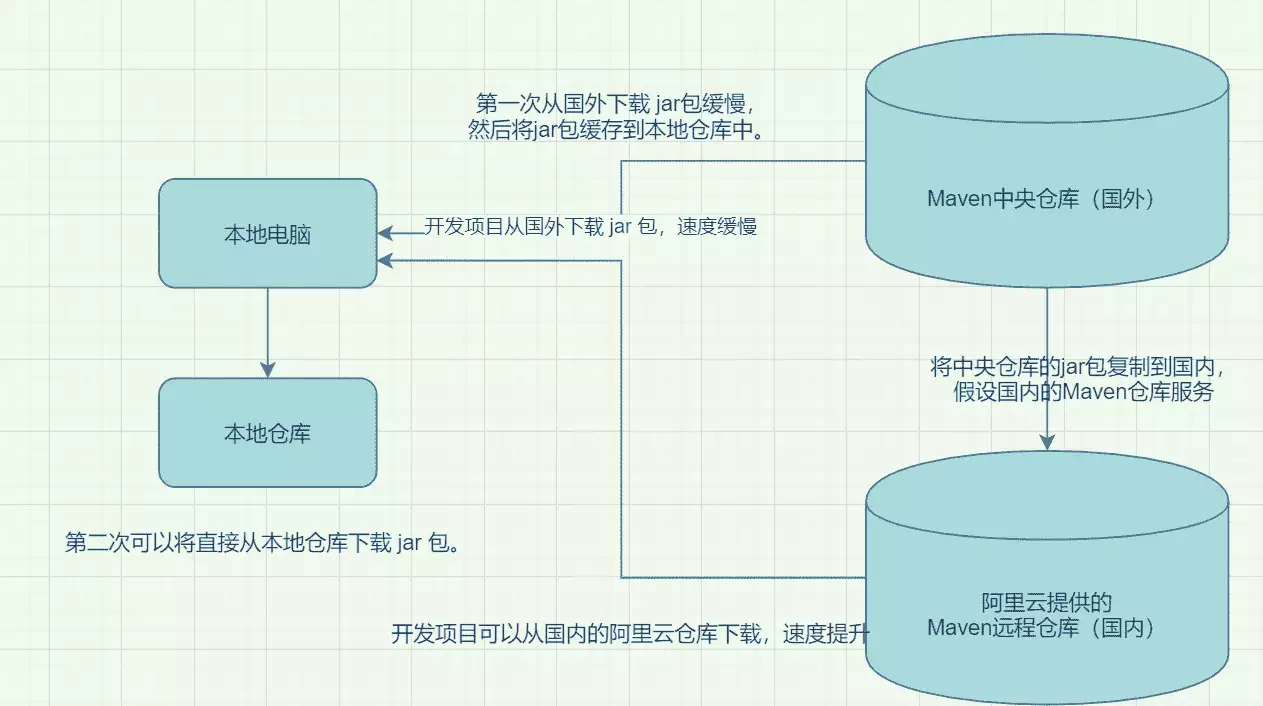 第一次从国外下载 jar包缓慢，
然后将jar包缓存到本地仓库中。
Maven中央仓库（国外）
本地电脑
开发项目从国外下载 jar 包，速度缓慢
将中央仓库的jar包复制到国内，
假设国内的Maven仓库服务
本地仓库
第二次可以将直接从本地仓库下载 jar 包。
阿里云提供的
Maven远程仓库（国内）
开发项目可以从国内的阿里云仓库下载，速度提升